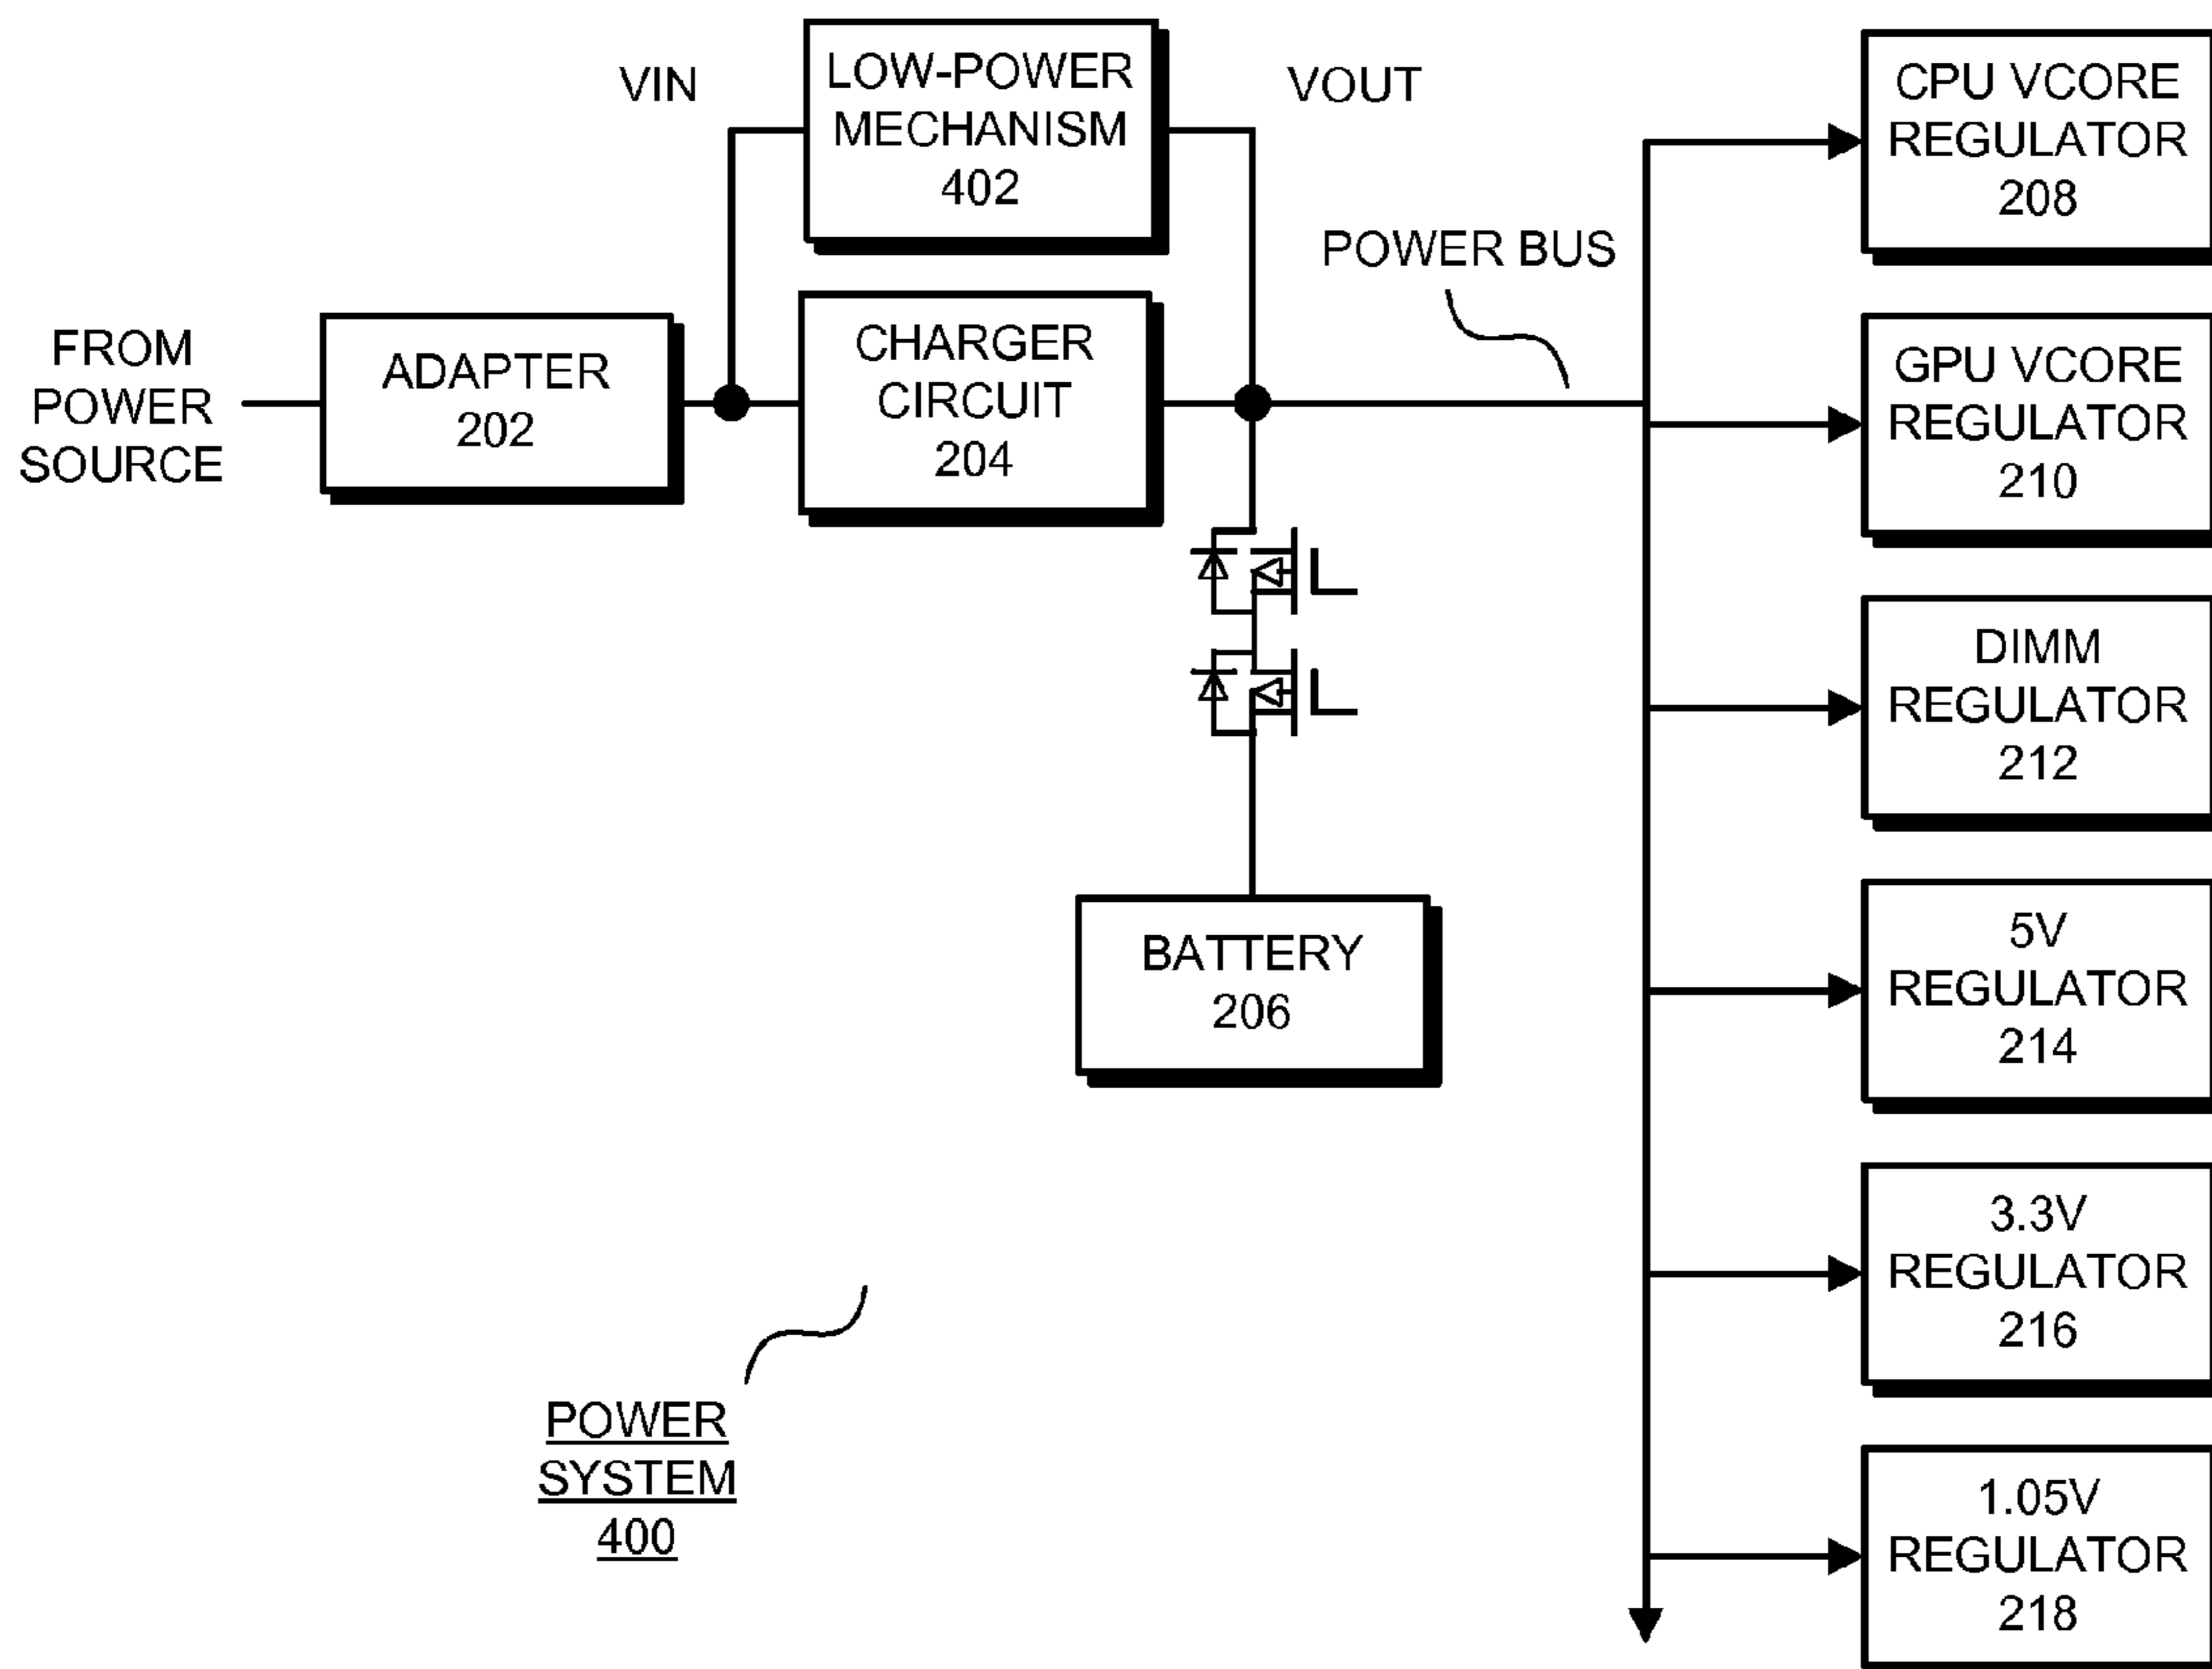 VIN
LOW-POWER
MECHANISM
402
VOUT
POWER BUS
FROM
POWER
SOURCE
ADAPTER
202
CHARGER
CIRCUIT
204
BATTERY
206
CPU VCORE
REGULATOR
208
GPU VCORE
REGULATOR
210
DIMM
REGULATOR
212
5V
REGULATOR
214
3.3V
REGULATOR
216
1.05V
REGULATOR
218
POWER
SYSTEM
400